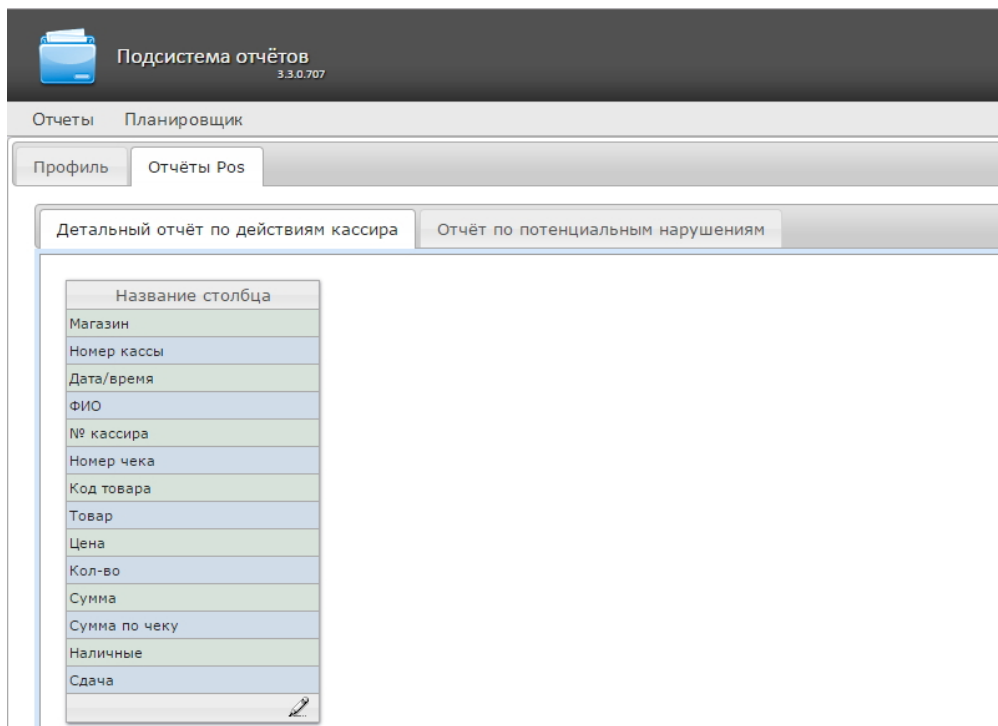 Подсистема отчётов
3.3.0.707
Отчеты Планировщик
Профиль Отчёты Pos
Детальный отчёт по действиям кассира Отчёт по потенциальным нарушениям
Название столбца
Магазин
Номер кассы
Дата/время
ФИО
№ кассира
Номер чека
Код товара
Товар
Цена
Кол-во
Сумма
Сумма по чеку
Наличные
Сдача